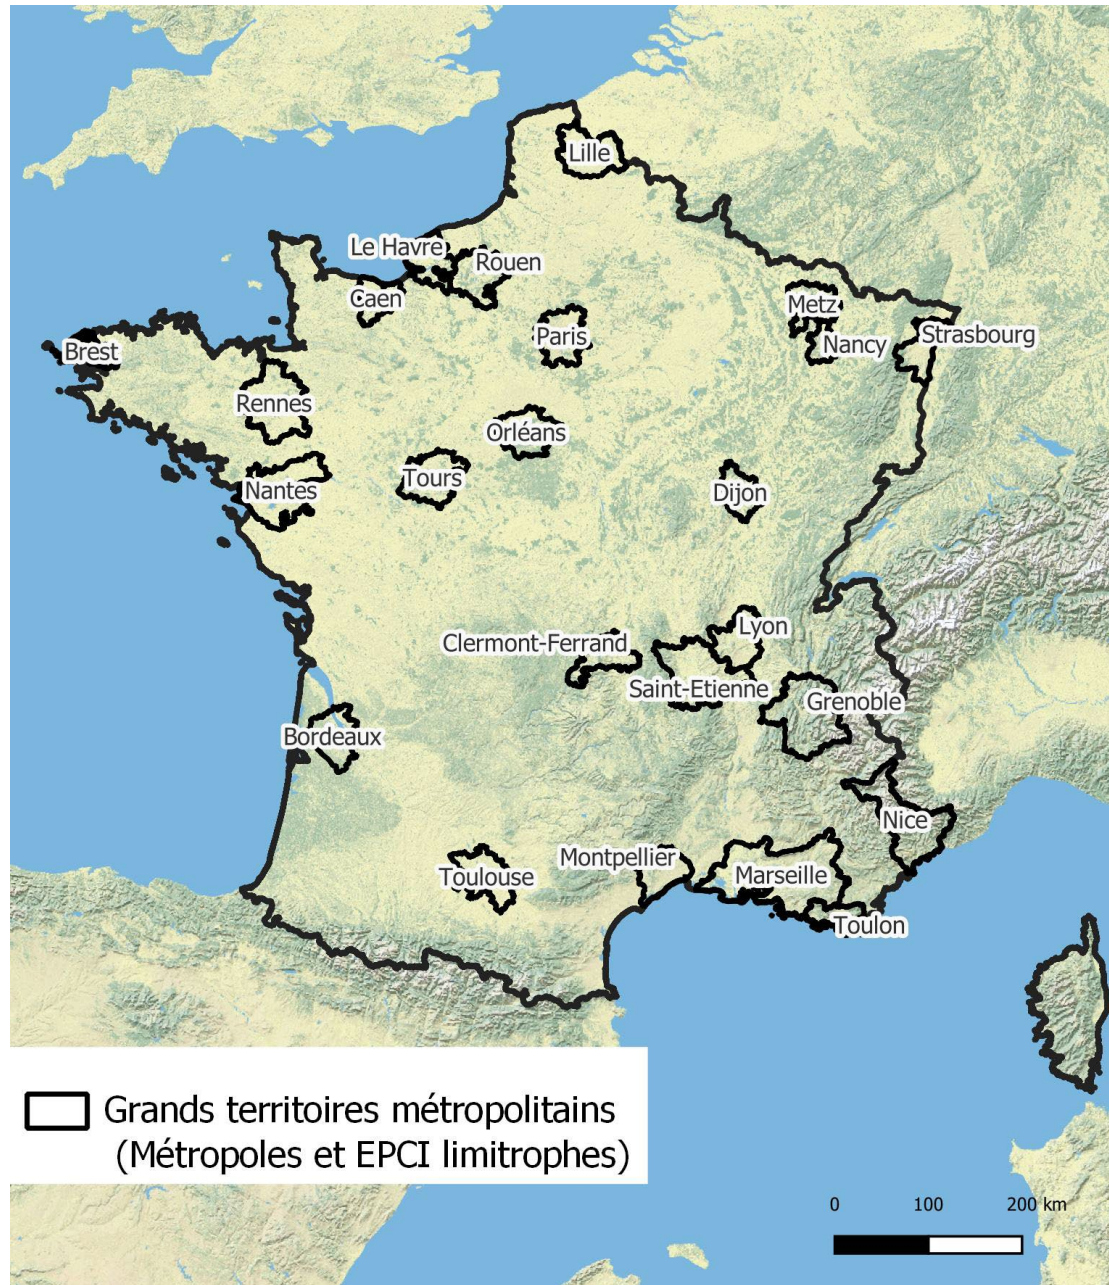 Lille
Le Havre
Rouen
Caen
Metz
Paris
Nancy
Strasbourg
Brest
Rennes
Orléans
Tours
Nantes
Dijon
Lyon
Clermont-Ferrand
Saint-Etienne
Grenoble
Bordeaux
Nice
Montpellier
Marseille
Toulouse
Toulon
Grands territoires métropolitains
(Métropoles et EPCI limitrophes)
0 100 200 km